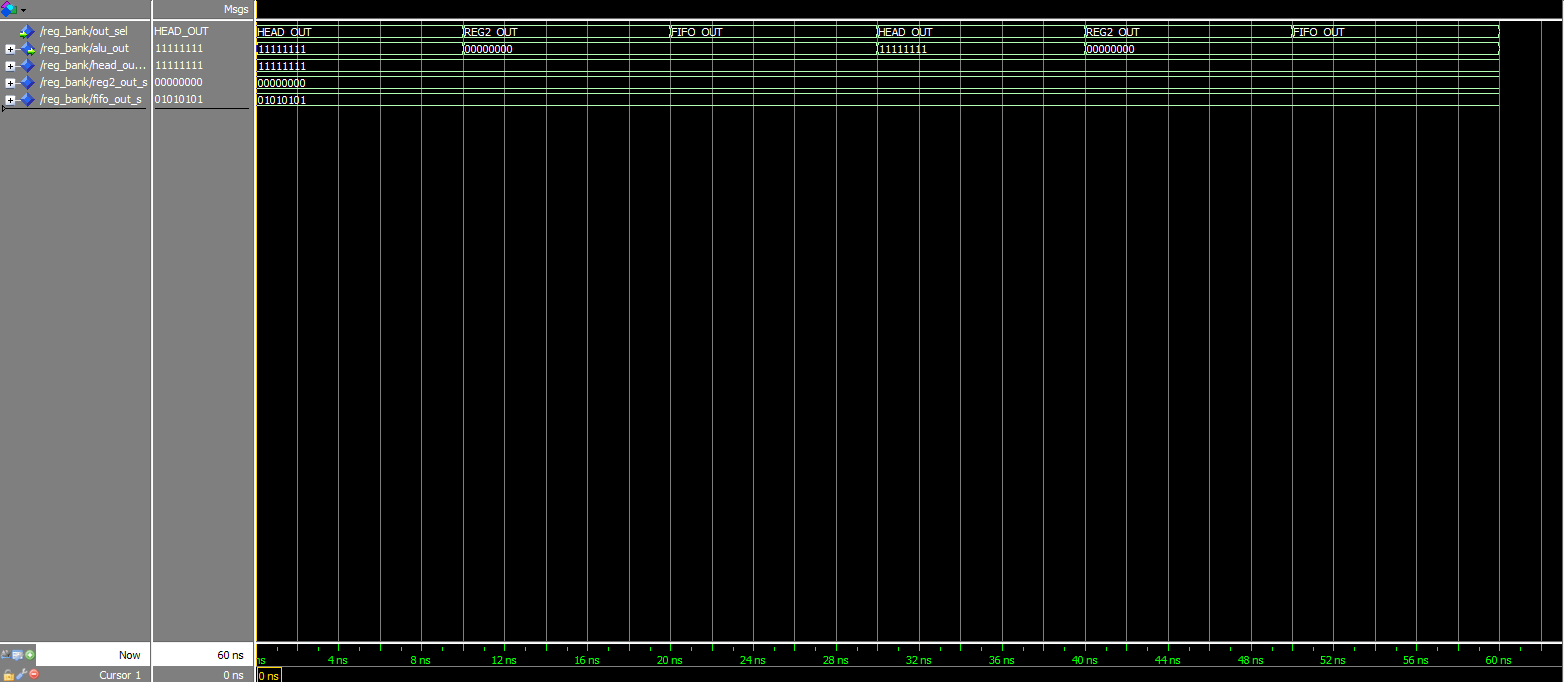 Msgs
/reg_bank/out_sel HEAD_OUT HEAD_OUT REG2_OUT FIFO_OUT HEAD_OUT REG2_OUT FIFO_OUT
/reg_bank/alu_out 11111111 11111111 00000000 11111111 00000000
/reg_bank/head_ou... 11111111 11111111
/reg_bank/reg2_out_s 00000000 00000000
/reg_bank/fifo_out_s 01010101 01010101
Now 60 ns ns 4 ns 8 ns 12 ns 16 ns 20 ns 24 ns 28 ns 32 ns 36 ns 40 ns 44 ns 48 ns 52 ns 56 ns 60 ns
Cursor 1 0 ns 0 ns